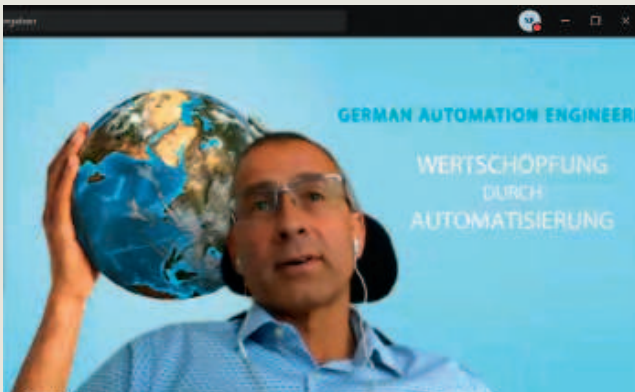 GERMAN AUTOMATION ENGINEER
WERTSCHÖPFUNG
DURCH
AUTOMATISIERUNG